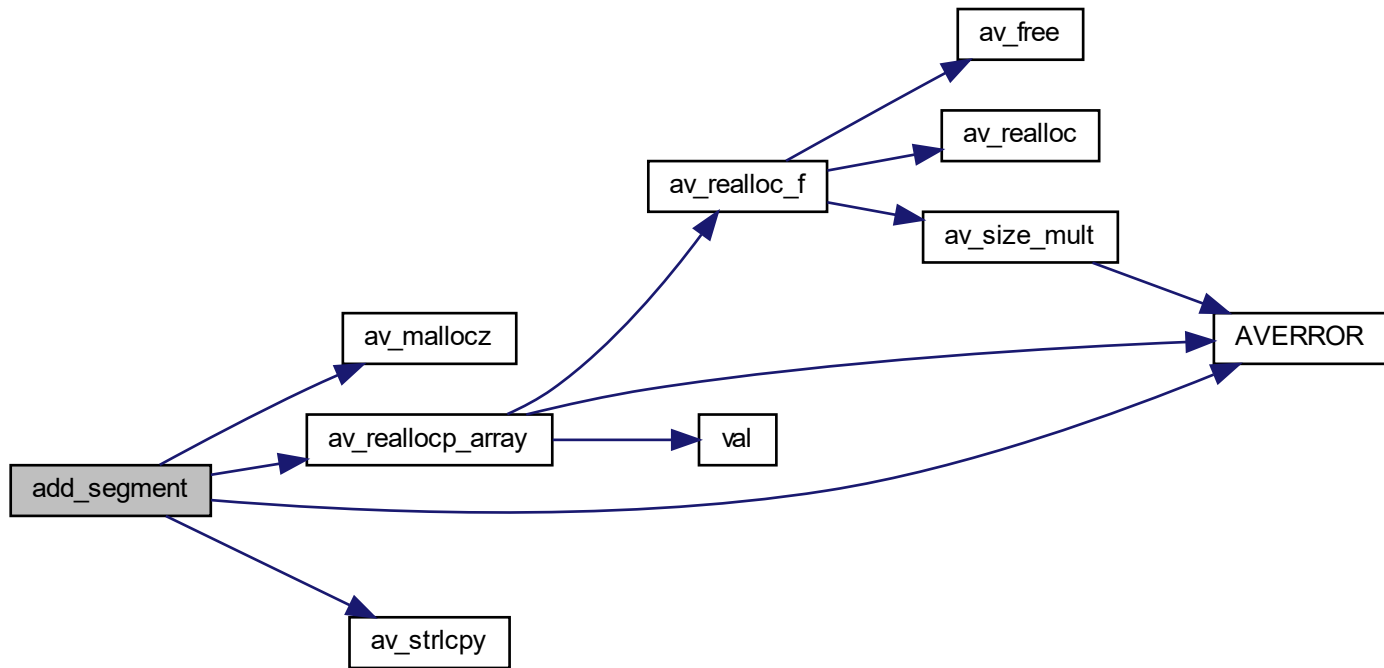 av_free
av_realloc
av_realloc_f
av_size_mult
av_mallocz
AVERROR
av_reallocp_array
val
add_segment
av_strlcpy